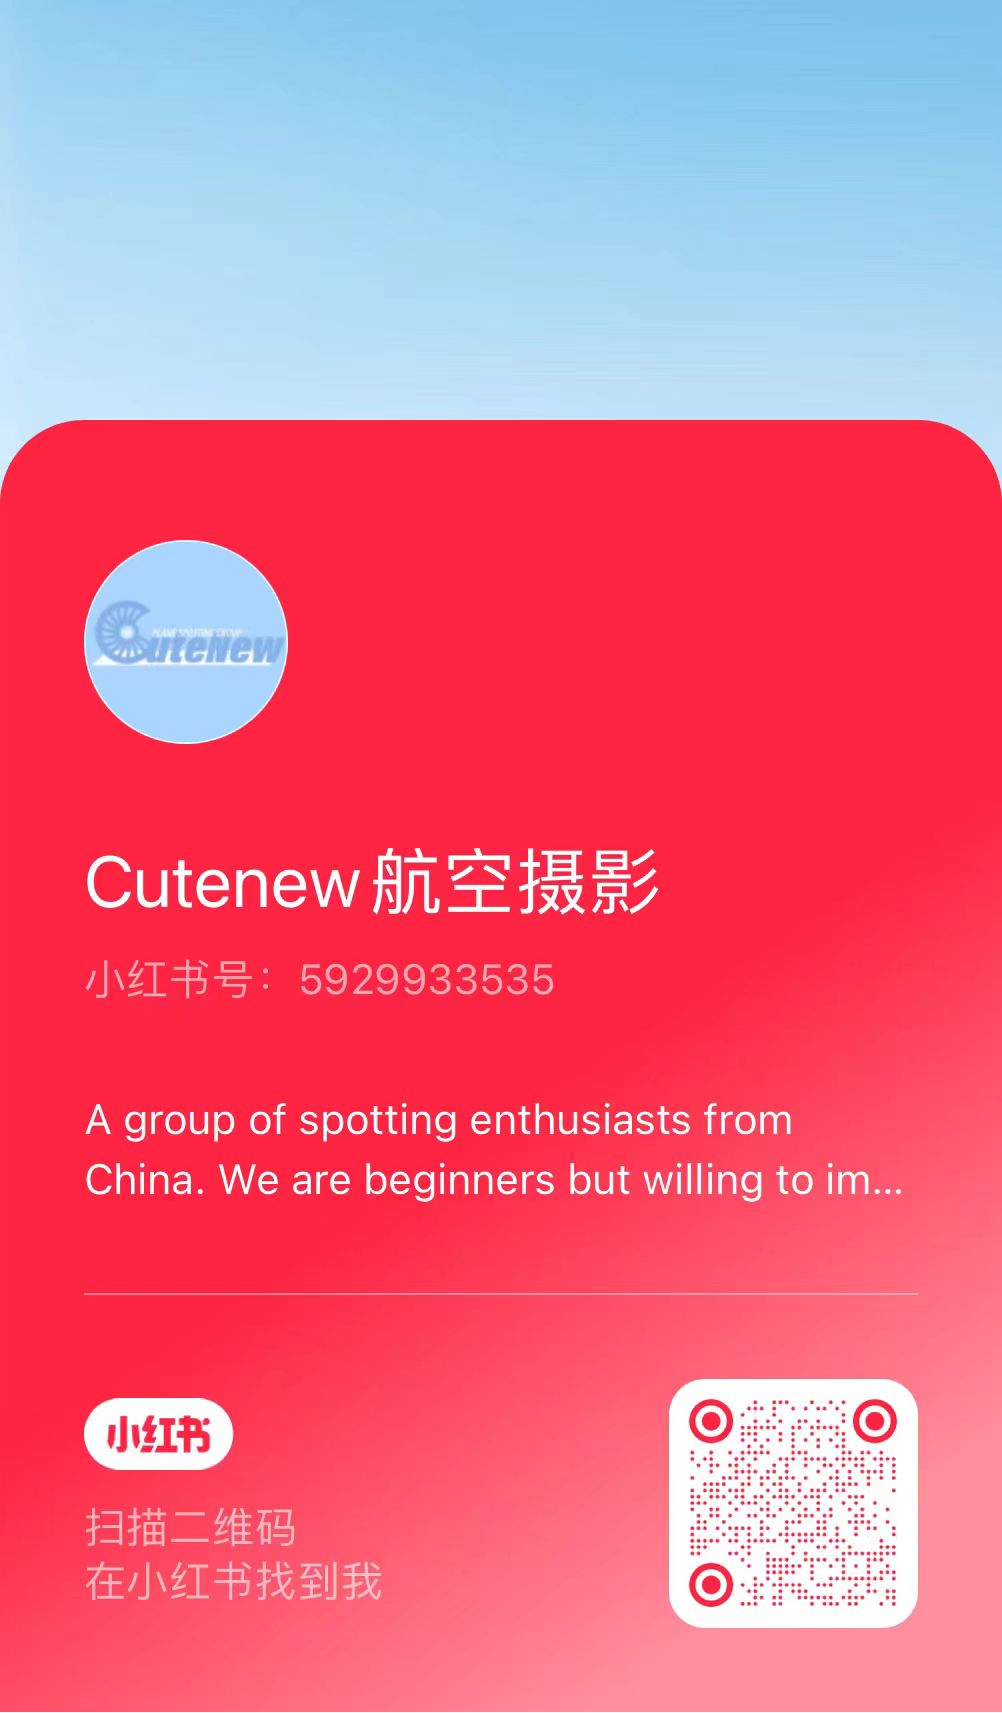 PLANE SPOTTING GROUP
CuteNew
Cutenew航空摄影
小红书号：5929933535
A group of spotting enthusiasts from
China. We are beginners but willing to im...
小红书
扫描二维码
在小红书找到我